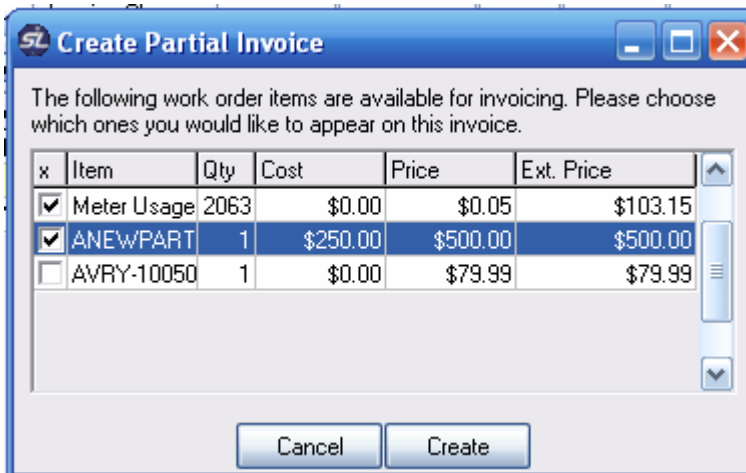 SL Create Partial Invoice
The following work order items are available for invoicing. Please choose
which ones you would like to appear on this invoice.
x Item Qty Cost Price Ext. Price
Meter Usage 2063 $0.00 $0.05 $103.15
ANEWPART 1 $250.00 $500.00 $500.00
AVRY-10050 1 $0.00 $79.99 $79.99
Cancel Create